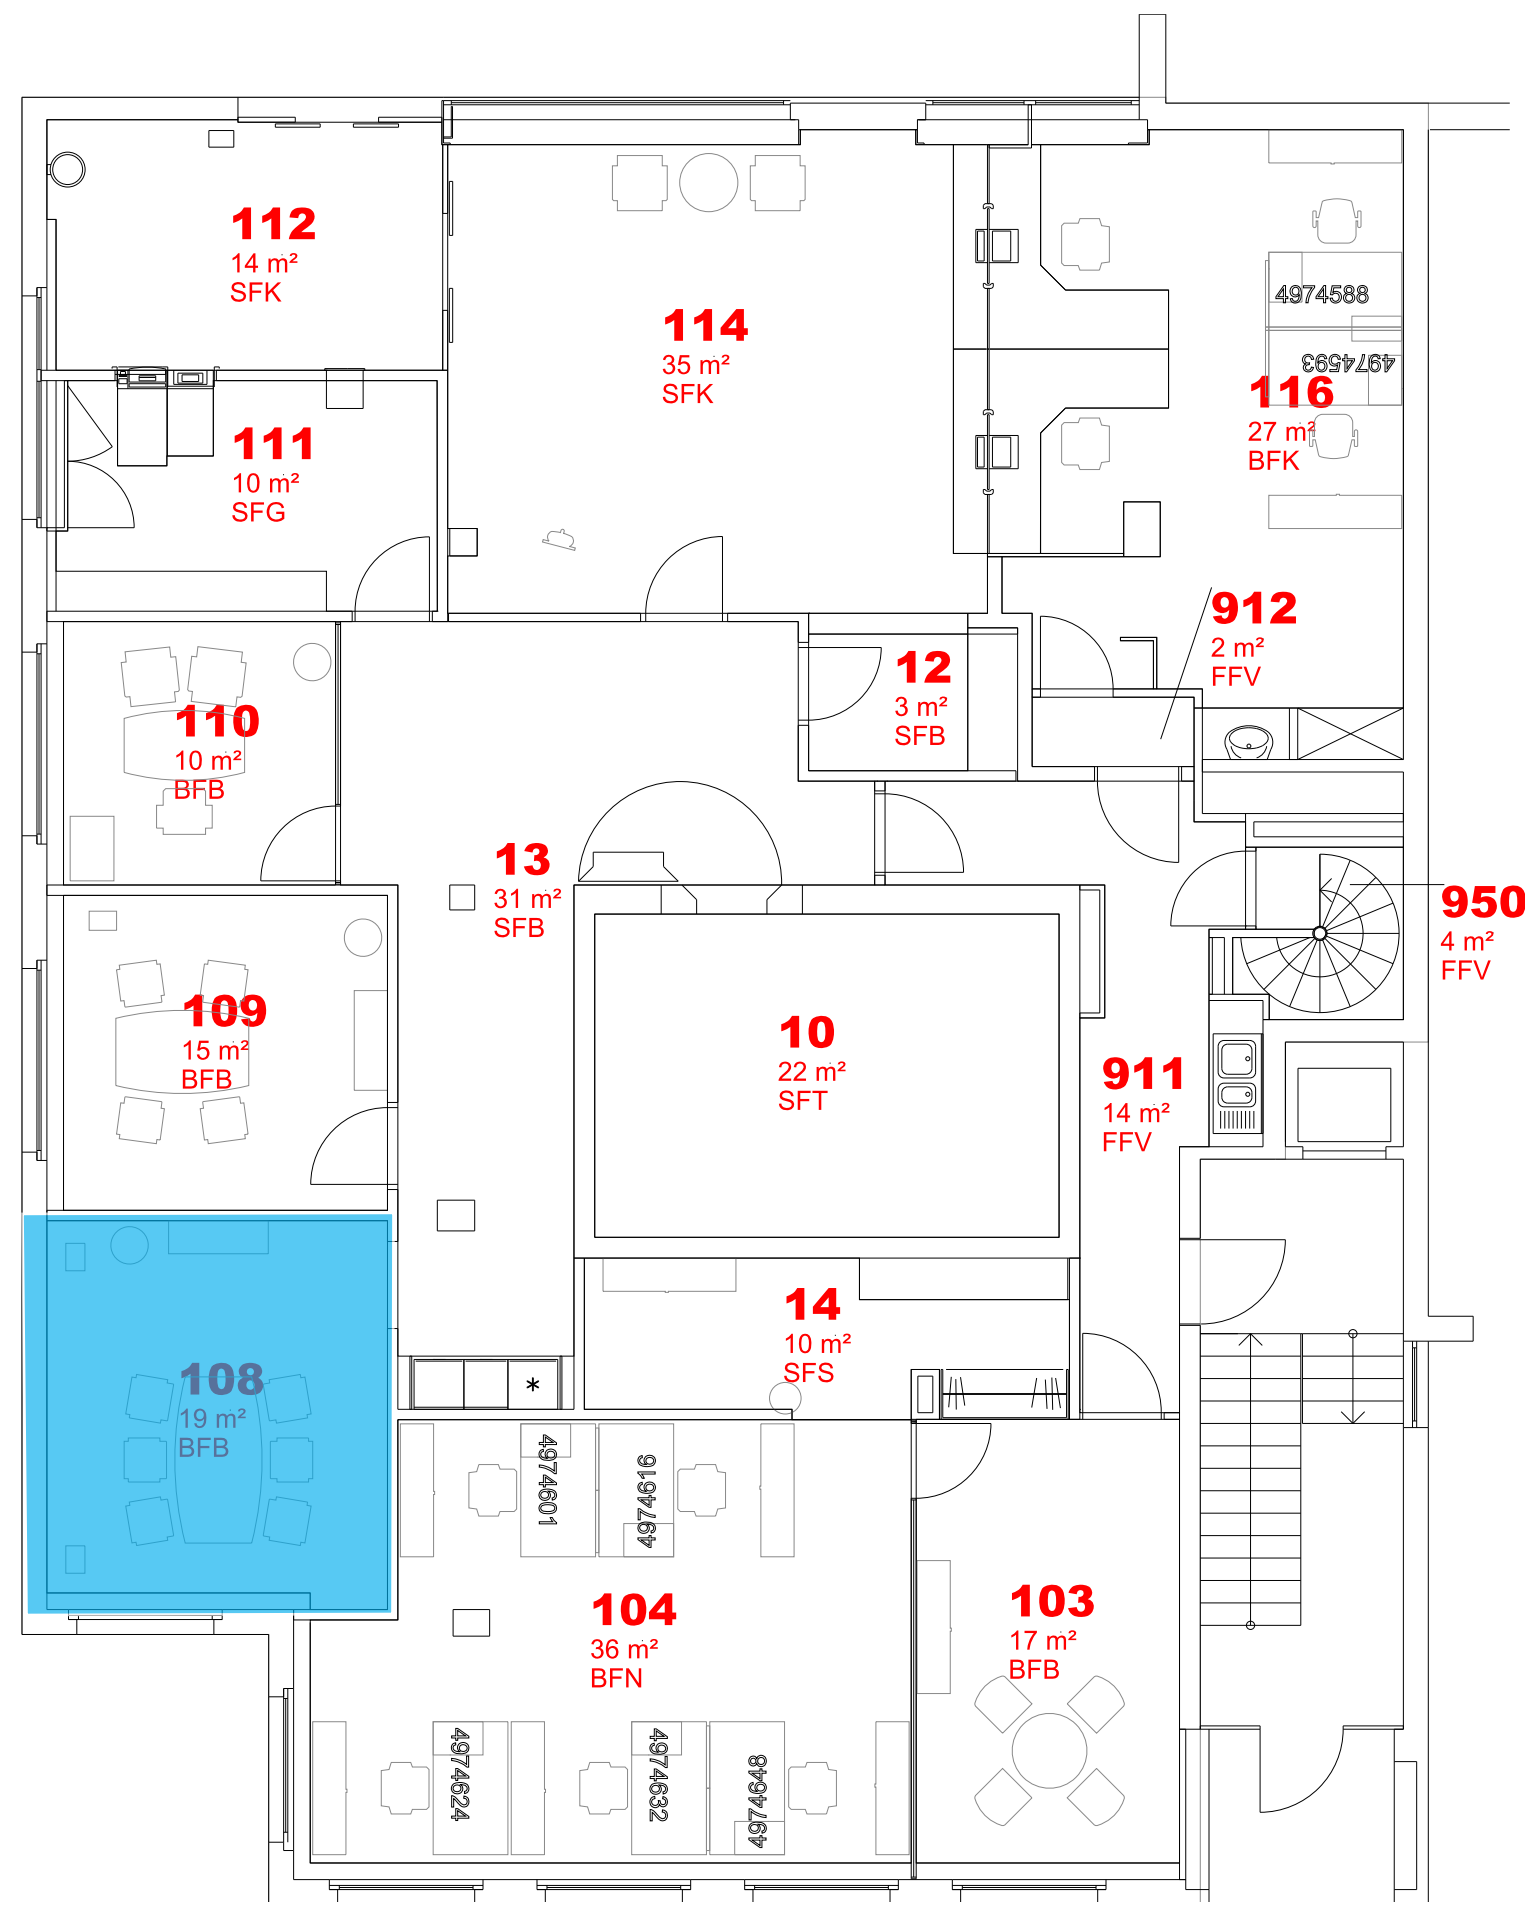 112
14 m²
SFK
114
35 m²
SFK
4974588
4974593
116
27 m²
BFK
111
10 m²
SFG
912
2 m²
FFV
12
3 m²
SFB
110
10 m²
BFB
13
31 m²
SFB
950
4 m²
FFV
109
15 m²
BFB
10
22 m²
SFT
911
14 m²
FFV
14
10 m²
SFS
108
19 m²
BFB
*
4974601
4974616
104
36 m²
BFN
103
17 m²
BFB
4974624
4974632
4974648